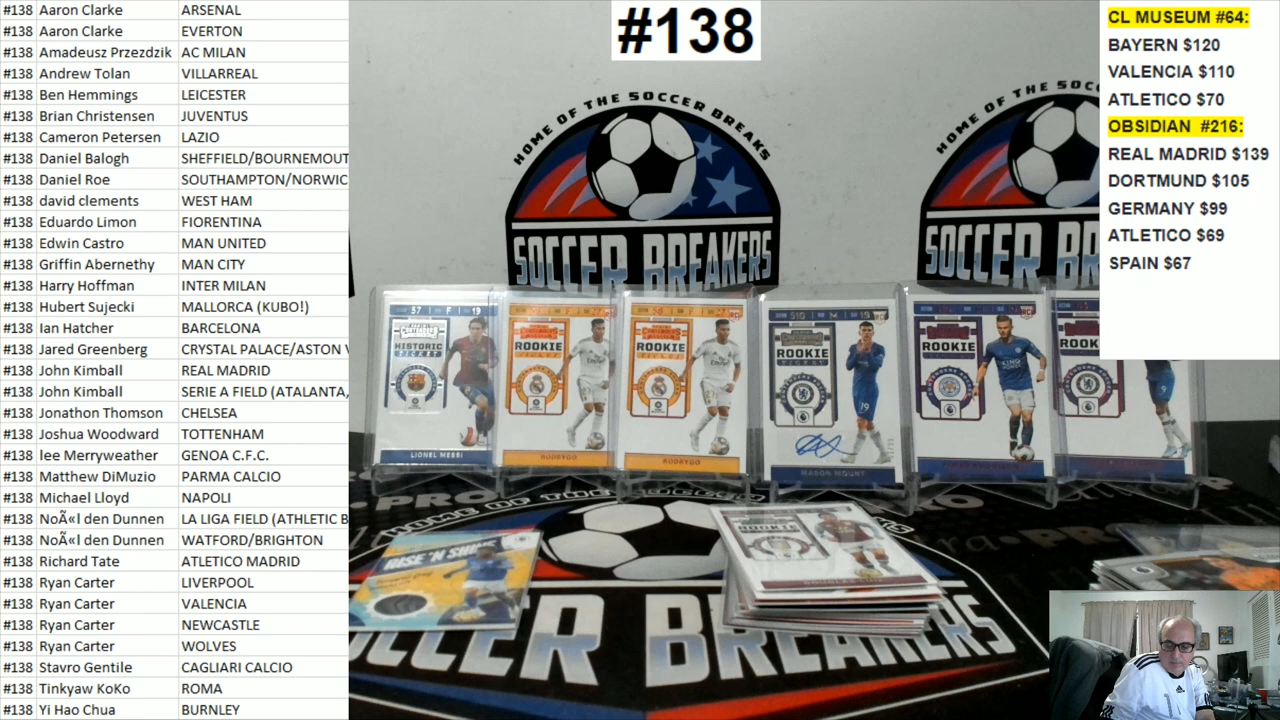 #138 Aaron Clarke ARSENAL
#138 Aaron Clarke EVERTON
#138 Amadeusz Przedzdzik AC MILAN
#138 Andrew Tolan VILLARREAL
#138 Ben Hemmings LEICESTER
#138 Brian Christensen JUVENTUS
#138 Cameron Petersen LAZIO
#138 Daniel Balogh SHEFFIELD/BOURNEMOUT
#138 Daniel Roe SOUTHAMPTON/NORWIC
#138 david clements WEST HAM
#138 Eduardo Limon FIORENTINA
#138 Edwin Castro MAN UNITED
#138 Griffin Abernethy MAN CITY
#138 Harry Hoffman INTER MILAN
#138 Hubert Sujecki MALLORCA (KUBO!)
#138 Ian Hatcher BARCELONA
#138 Jared Greenberg CRYSTAL PALACE/ASTON V
#138 John Kimball REAL MADRID
#138 John Kimball SERIE A FIELD (ATALANTA,
#138 Jonathon Thomson CHELSEA
#138 Joshua Woodward TOTTENHAM
#138 lee Merryweather GENOA C.F.C.
#138 Matthew DiMuzio PARMA CALCIO
#138 Michael Lloyd NAPOLI
#138 NoÃ«l den Dunnen LA LIGA FIELD (ATHLETIC B
#138 NoÃ«l den Dunnen WATFORD/BRIGHTON
#138 Richard Tate ATLETICO MADRID
#138 Ryan Carter LIVERPOOL
#138 Ryan Carter VALENCIA
#138 Ryan Carter NEWCASTLE
#138 Ryan Carter WOLVES
#138 Stavro Gentile CAGLIARI CALCIO
#138 Tinkyaw KoKo ROMA
#138 Yi Hao Chua BURNLEY
#138
CL MUSEUM #64:
BAYERN $120
VALENCIA $110
ATLETICO $70
OBSIDIAN #216:
REAL MADRID $139
DORTMUND $105
GERMANY $99
ATLETICO $69
SPAIN $67
HOME OF THE SOCCER BREAKS
SOCCER BREAKERS
HOME OF THE SOC
SOCCER BR
57 F 19
HISTORIC
TICKET
LIONEL MESSI
ROOKIE
RODRYGO
ROOKIE
RODRYGO
ROOKIE
TICKET
19
MASON MOUNT
ROOKIE
KING POWER
ROOK
RISE 'N SHINE
ROOKIE
DOUGLAS
SOCCER BREAKERS